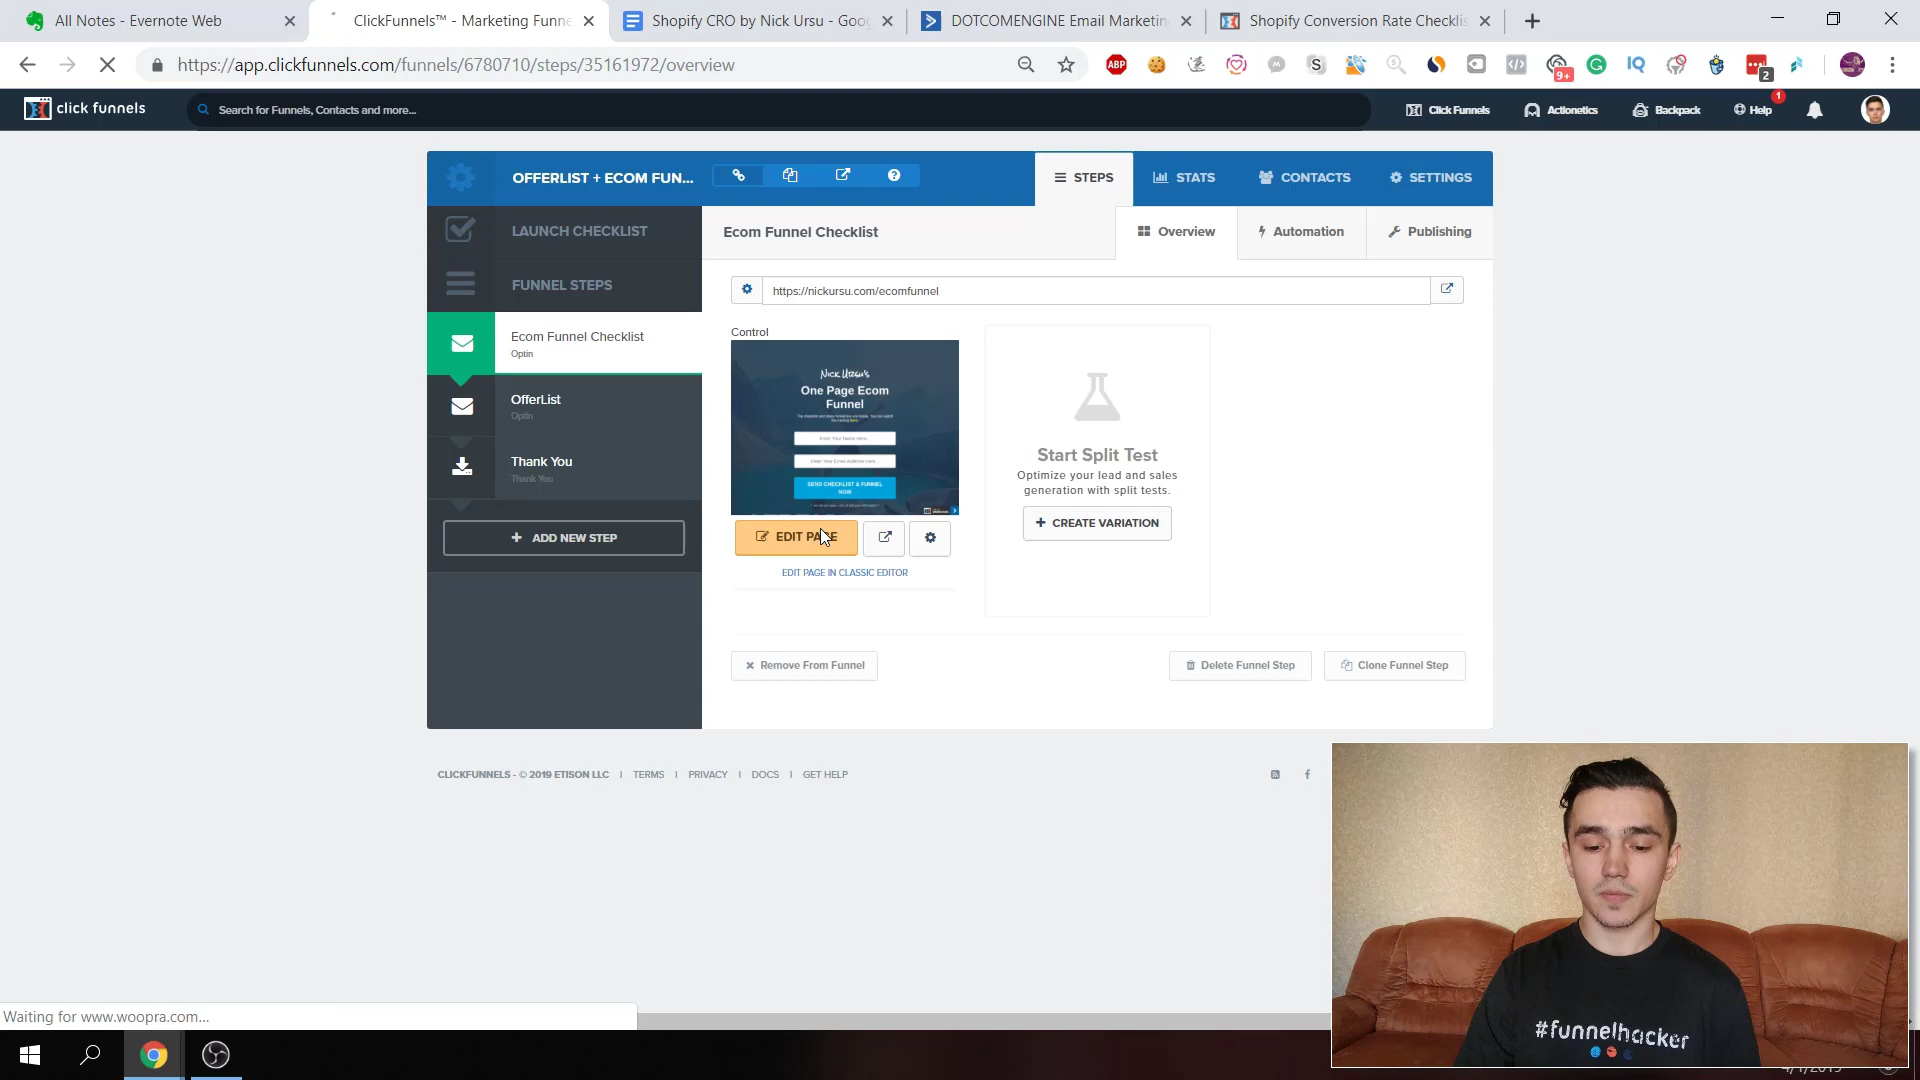 All Notes - Evernote Web
ClickFunnels™ - Marketing Funne
Shopify CRO by Nick Ursu - Goog
DOTCOMENGINE Email Marketin
Shopify Conversion Rate Checklis
https://app.clickfunnels.com/funnels/6780710/steps/35161972/overview
ABP
S
9+
IQ
2
click funnels
Search for Funnels, Contacts and more...
Click Funnels
Actionetics
Backpack
Help
1
OFFERLIST + ECOM FUN...
STEPS
STATS
CONTACTS
SETTINGS
LAUNCH CHECKLIST
Ecom Funnel Checklist
Overview
Automation
Publishing
FUNNEL STEPS
https://nickursu.com/ecomfunnel
Ecom Funnel Checklist
Optin
OfferList
Optin
Thank You
Thank You
ADD NEW STEP
Control
Nick Ursu's
One Page Ecom
Funnel
Enter Your Name Here...
Enter Your Email Address Here...
SEND CHECKLIST & FUNNEL
NOW
EDIT PAGE
EDIT PAGE IN CLASSIC EDITOR
Start Split Test
Optimize your lead and sales
generation with split tests.
CREATE VARIATION
Remove From Funnel
Delete Funnel Step
Clone Funnel Step
CLICKFUNNELS - © 2019 ETISON LLC | TERMS | PRIVACY | DOCS | GET HELP
Waiting for www.woopra.com...
#funnelhacker